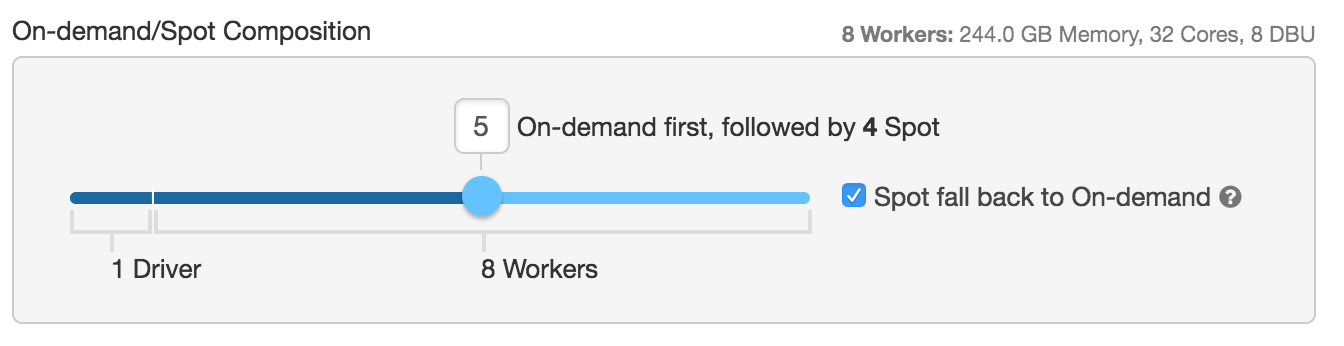 On-demand/Spot Composition
8 Workers: 244.0 GB Memory, 32 Cores, 8 DBU
5 On-demand first, followed by 4 Spot
Spot fall back to On-demand ?
1 Driver
8 Workers